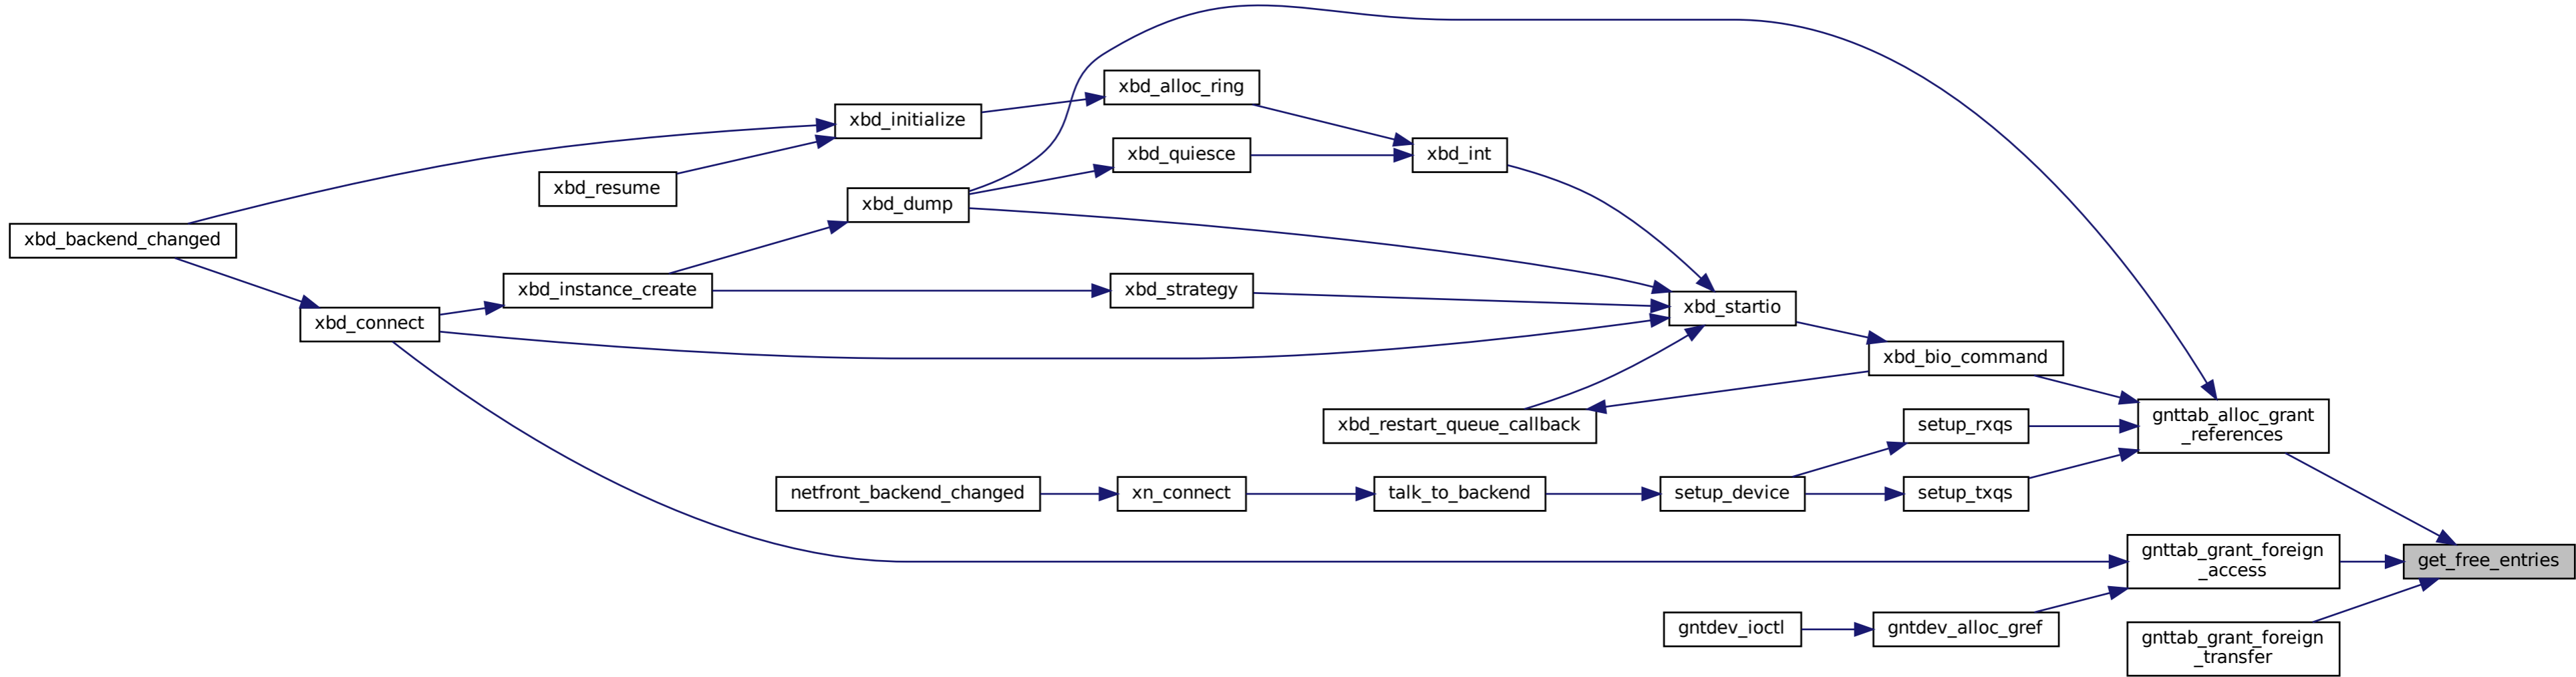 xbd_alloc_ring
xbd_initialize
xbd_quiesce
xbd_int
xbd_resume
xbd_dump
xbd_backend_changed
xbd_instance_create
xbd_strategy
xbd_startio
xbd_connect
xbd_bio_command
xbd_restart_queue_callback
setup_rxqs
gnttab_alloc_grant
_references
netfront_backend_changed
xn_connect
talk_to_backend
setup_device
setup_txqs
gnttab_grant_foreign
_access
get_free_entries
gntdev_ioctl
gntdev_alloc_gref
gnttab_grant_foreign
_transfer